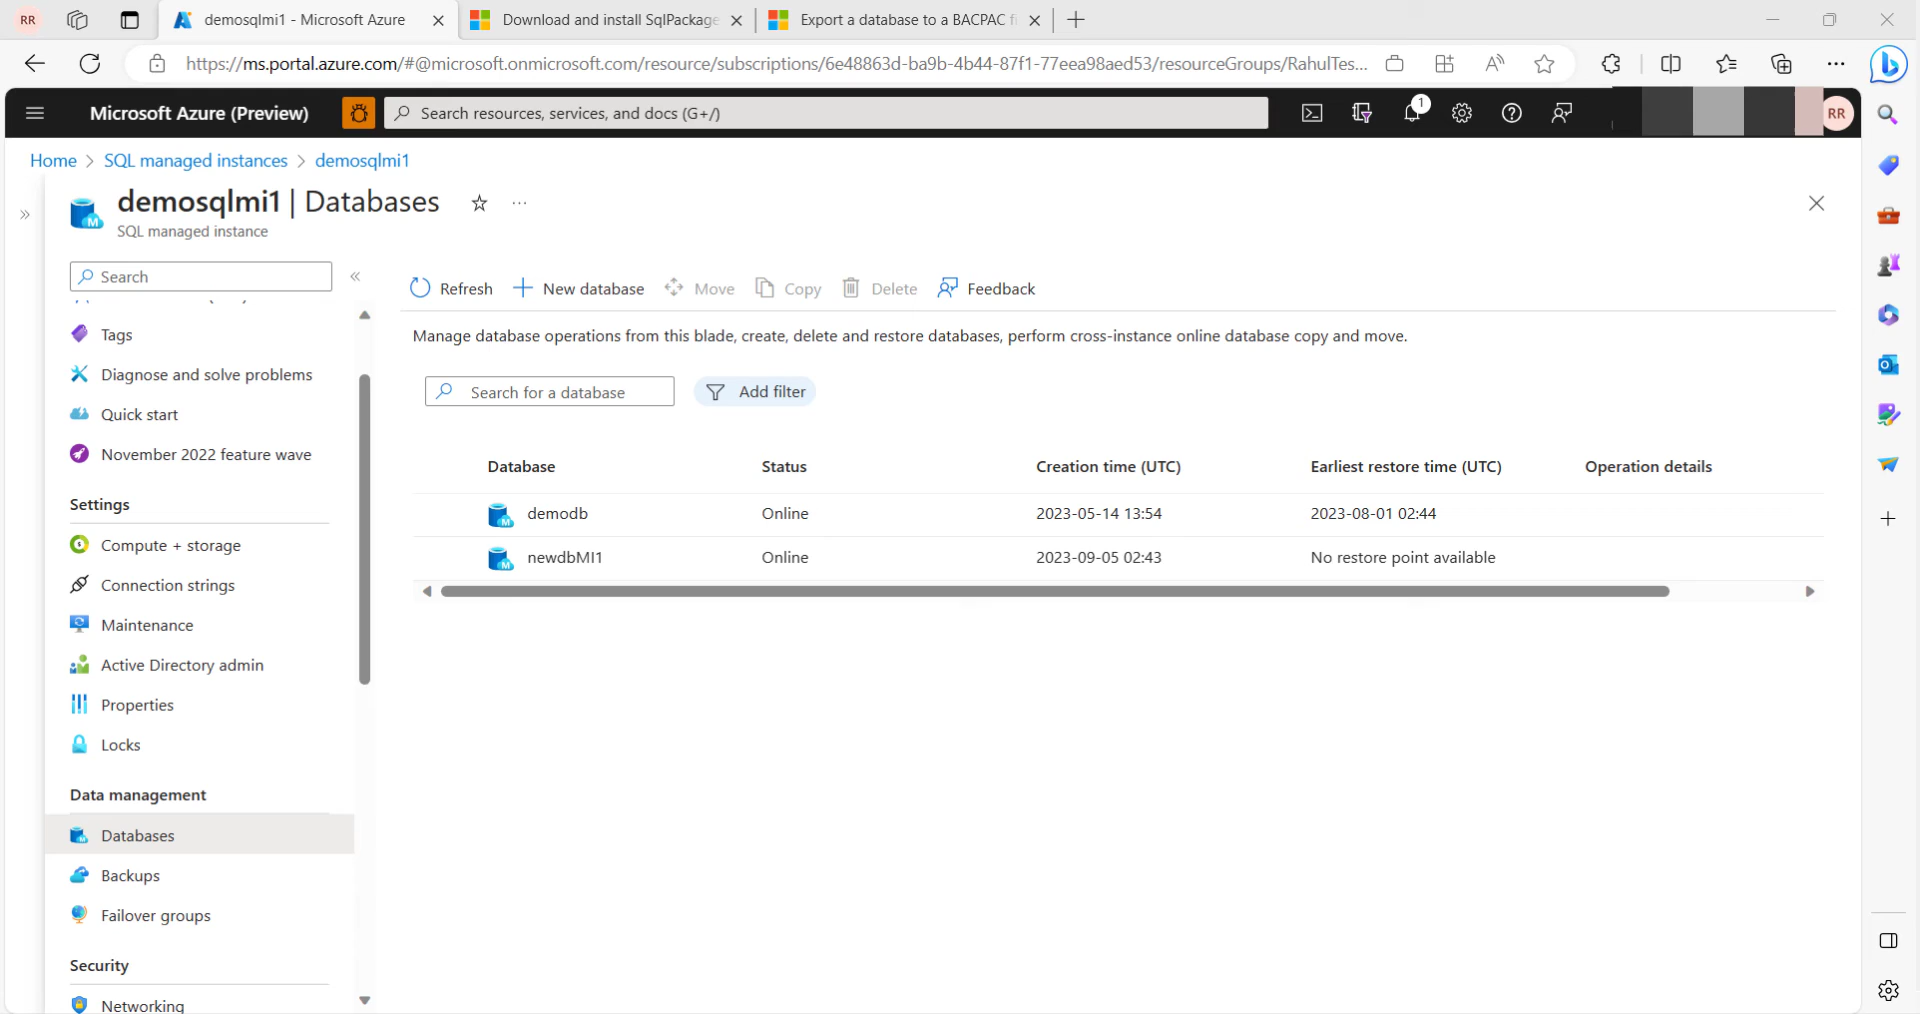 RR
demosqlmi1 - Microsoft Azure
Download and install SqlPackage
Export a database to a BACPAC fi
https://ms.portal.azure.com/#@microsoft.onmicrosoft.com/resource/subscriptions/6e48863d-ba9b-4b44-87f1-77eea98aed53/resourceGroups/RahulTes...
Microsoft Azure (Preview)
Search resources, services, and docs (G+/)
1
RR
Home > SQL managed instances > demosqlmi1
demosqlmi1 | Databases
SQL managed instance
Search
Refresh
New database
Move
Copy
Delete
Feedback
Manage database operations from this blade, create, delete and restore databases, perform cross-instance online database copy and move.
Search for a database
Add filter
Tags
Diagnose and solve problems
Quick start
November 2022 feature wave
Settings
Compute + storage
Connection strings
Maintenance
Active Directory admin
Properties
Locks
Data management
Databases
Backups
Failover groups
Security
Networking
Database Status Creation time (UTC) Earliest restore time (UTC) Operation details
demodb Online 2023-05-14 13:54 2023-08-01 02:44
newdbMI1 Online 2023-09-05 02:43 No restore point available